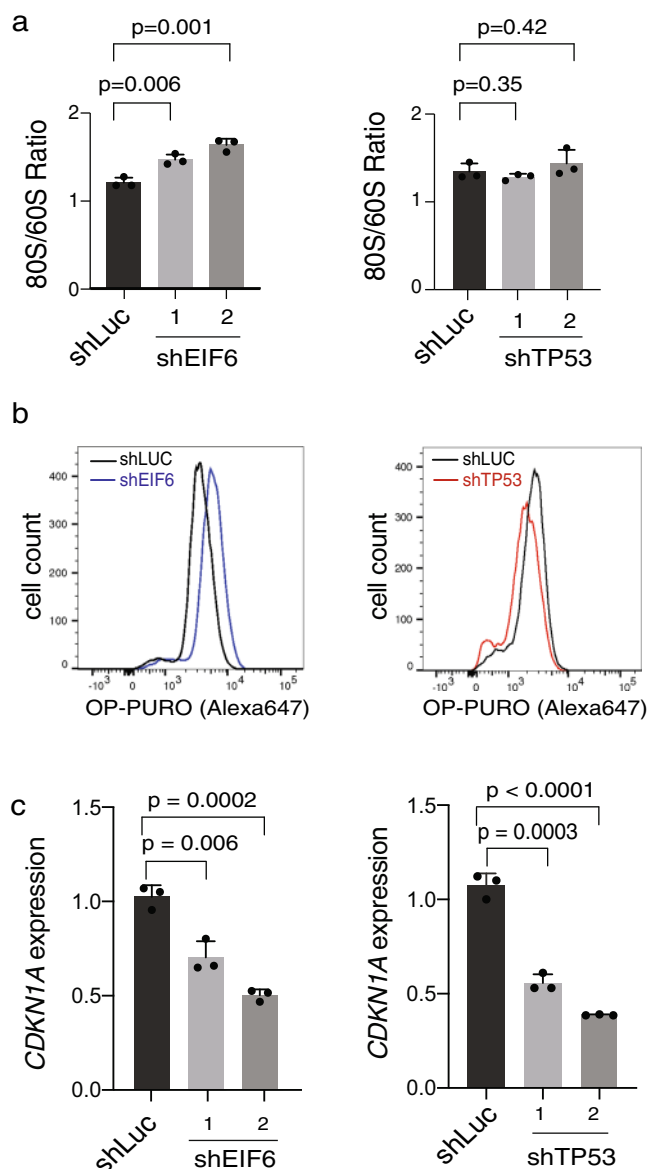 a
p=0.001
p=0.006
80S/60S Ratio
2
1
0
shLuc
1
2
shEIF6
p=0.42
p=0.35
80S/60S Ratio
2
1
0
shLuc
1
2
shTP53
b
shLUC
shEIF6
cell count
400
300
200
100
0
-10³
0
10³
10⁴
10⁵
OP-PURO (Alexa647)
shLUC
shTP53
cell count
400
300
200
100
0
-10³
0
10³
10⁴
10⁵
OP-PURO (Alexa647)
c
p = 0.0002
p = 0.006
CDKN1A expression
1.5
1.0
0.5
0.0
shLuc
1
2
shEIF6
p < 0.0001
p = 0.0003
CDKN1A expression
1.5
1.0
0.5
0.0
shLuc
1
2
shTP53